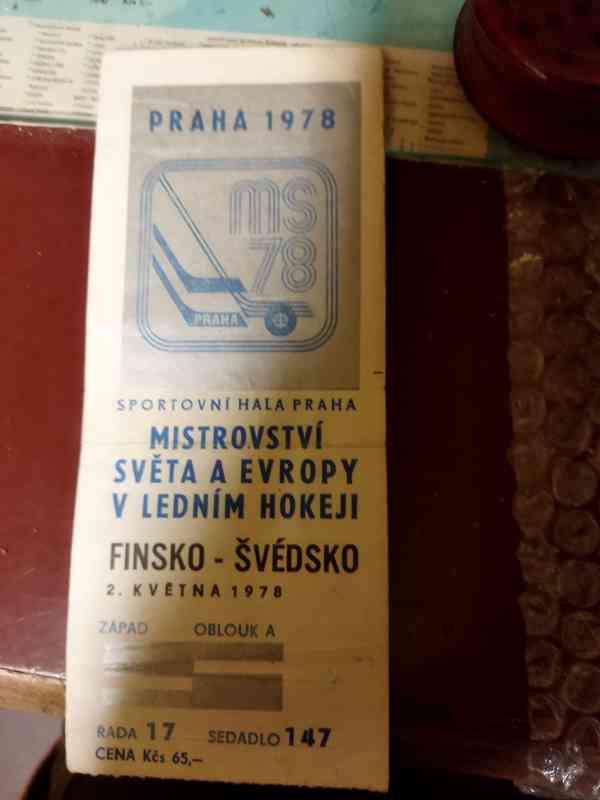 PRAHA 1978
ms
78
PRAHA
SPORTOVNÍ HALA PRAHA
MISTROVSTVÍ
SVĚTA A EVROPY
V LEDNÍM HOKEJI
FINSKO - ŠVÉDSKO
2. KVĚTNA 1978
ZÁPAD OBLOUK A
ŘADA 17 SEDADLO 147
CENA Kčs 65,—